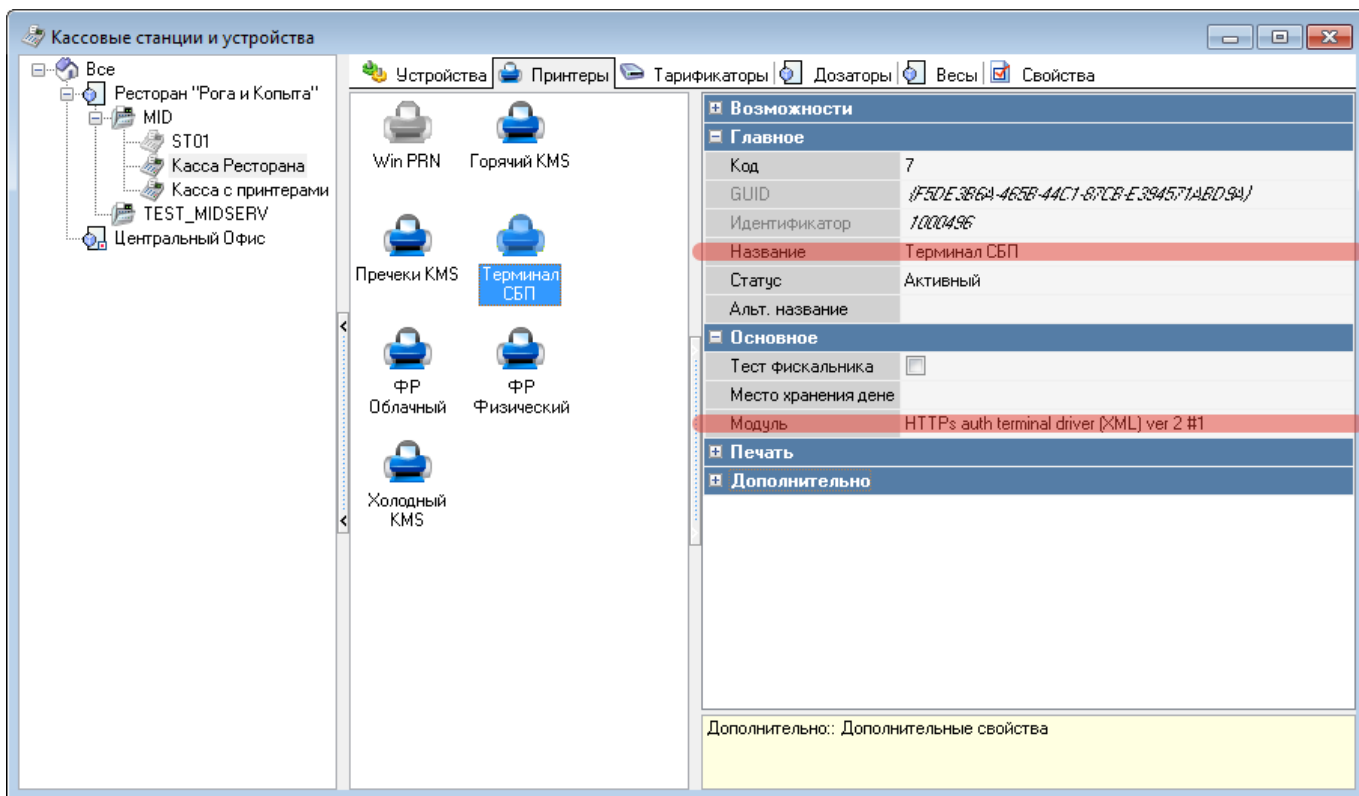 Кассовые станции и устройства
Все
Ресторан "Рога и Копыта"
MID
ST01
Касса Ресторана
Касса с принтерами
TEST_MIDSERV
Центральный Офис
Устройства Принтеры Тарификаторы Дозаторы Весы Свойства
Win PRN Горячий KMS
Пречеки KMS Терминал
СБП
ФР ФР
Облачный Физический
Холодный
KMS
Возможности
Главное
Код 7
GUID {F5DE3B6A-465B-44C1-87CB-E394571ABD9A}
Идентификатор 1000496
Название Терминал СБП
Статус Активный
Альт. название
Основное
Тест фискальника
Место хранения дене
Модуль HTTPs auth terminal driver (XML) ver 2 #1
Печать
Дополнительно
Дополнительно:: Дополнительные свойства